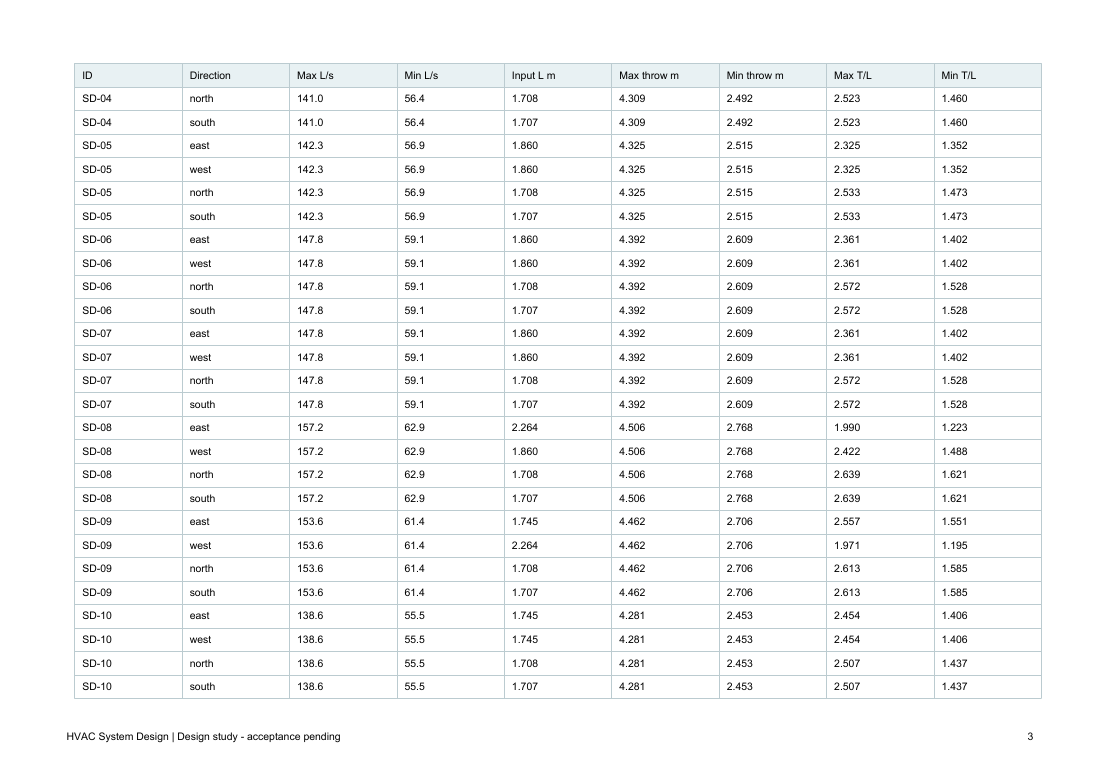 ID Direction Max L/s Min L/s Input L m Max throw m Min throw m Max T/L Min T/L
SD-04 north 141.0 56.4 1.708 4.309 2.492 2.523 1.460
SD-04 south 141.0 56.4 1.707 4.309 2.492 2.523 1.460
SD-05 east 142.3 56.9 1.860 4.325 2.515 2.325 1.352
SD-05 west 142.3 56.9 1.860 4.325 2.515 2.325 1.352
SD-05 north 142.3 56.9 1.708 4.325 2.515 2.533 1.473
SD-05 south 142.3 56.9 1.707 4.325 2.515 2.533 1.473
SD-06 east 147.8 59.1 1.860 4.392 2.609 2.361 1.402
SD-06 west 147.8 59.1 1.860 4.392 2.609 2.361 1.402
SD-06 north 147.8 59.1 1.708 4.392 2.609 2.572 1.528
SD-06 south 147.8 59.1 1.707 4.392 2.609 2.572 1.528
SD-07 east 147.8 59.1 1.860 4.392 2.609 2.361 1.402
SD-07 west 147.8 59.1 1.860 4.392 2.609 2.361 1.402
SD-07 north 147.8 59.1 1.708 4.392 2.609 2.572 1.528
SD-07 south 147.8 59.1 1.707 4.392 2.609 2.572 1.528
SD-08 east 157.2 62.9 2.264 4.506 2.768 1.990 1.223
SD-08 west 157.2 62.9 1.860 4.506 2.768 2.422 1.488
SD-08 north 157.2 62.9 1.708 4.506 2.768 2.639 1.621
SD-08 south 157.2 62.9 1.707 4.506 2.768 2.639 1.621
SD-09 east 153.6 61.4 1.745 4.462 2.706 2.557 1.551
SD-09 west 153.6 61.4 2.264 4.462 2.706 1.971 1.195
SD-09 north 153.6 61.4 1.708 4.462 2.706 2.613 1.585
SD-09 south 153.6 61.4 1.707 4.462 2.706 2.613 1.585
SD-10 east 138.6 55.5 1.745 4.281 2.453 2.454 1.406
SD-10 west 138.6 55.5 1.745 4.281 2.453 2.454 1.406
SD-10 north 138.6 55.5 1.708 4.281 2.453 2.507 1.437
SD-10 south 138.6 55.5 1.707 4.281 2.453 2.507 1.437
HVAC System Design | Design study - acceptance pending 3